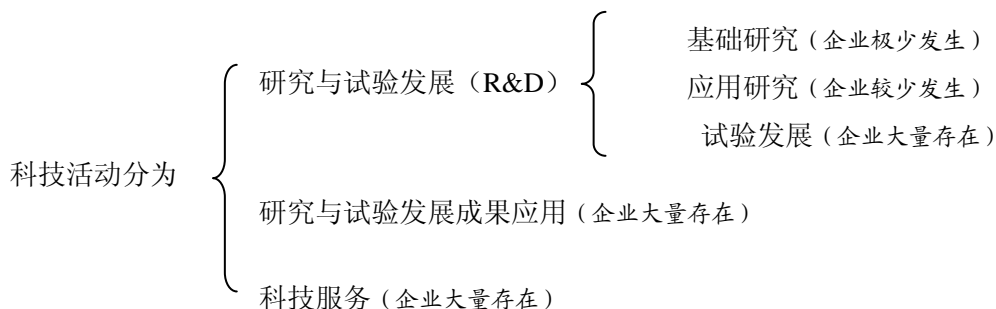 基础研究（企业极少发生）
研究与试验发展（R&D）
应用研究（企业较少发生）
试验发展（企业大量存在）
科技活动分为
研究与试验发展成果应用（企业大量存在）
科技服务（企业大量存在）